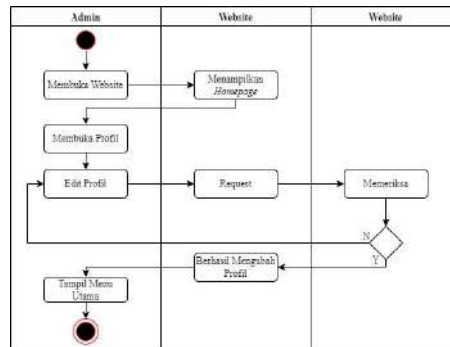 Admin
Website
Website
Membuka Website
Menampilkan
Homepage
Membuka Profil
Edit Profil
Request
Memeriksa
N
Y
Berhasil Mengubah
Profil
Tampil Menu
Utama